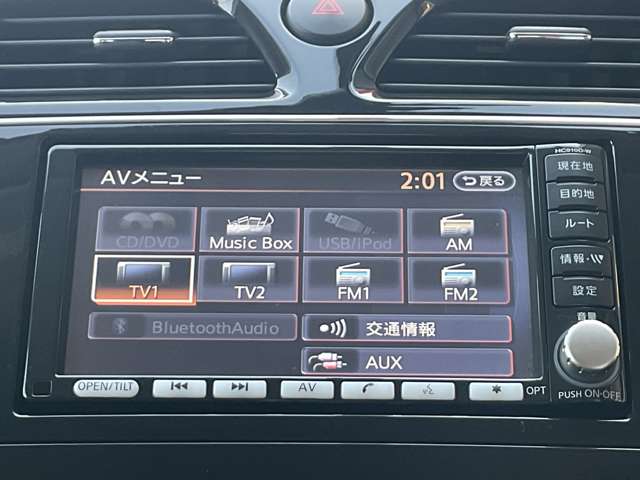 HC910D-W
AVメニュー 2:01 戻る
CD/DVD Music Box USB/iPod AM
TV1 TV2 FM1 FM2
BluetoothAudio 交通情報
AUX
現在地
目的地
ルート
情報・VV
設定
音量
OPEN/TILT AV OPT PUSH ON-OFF